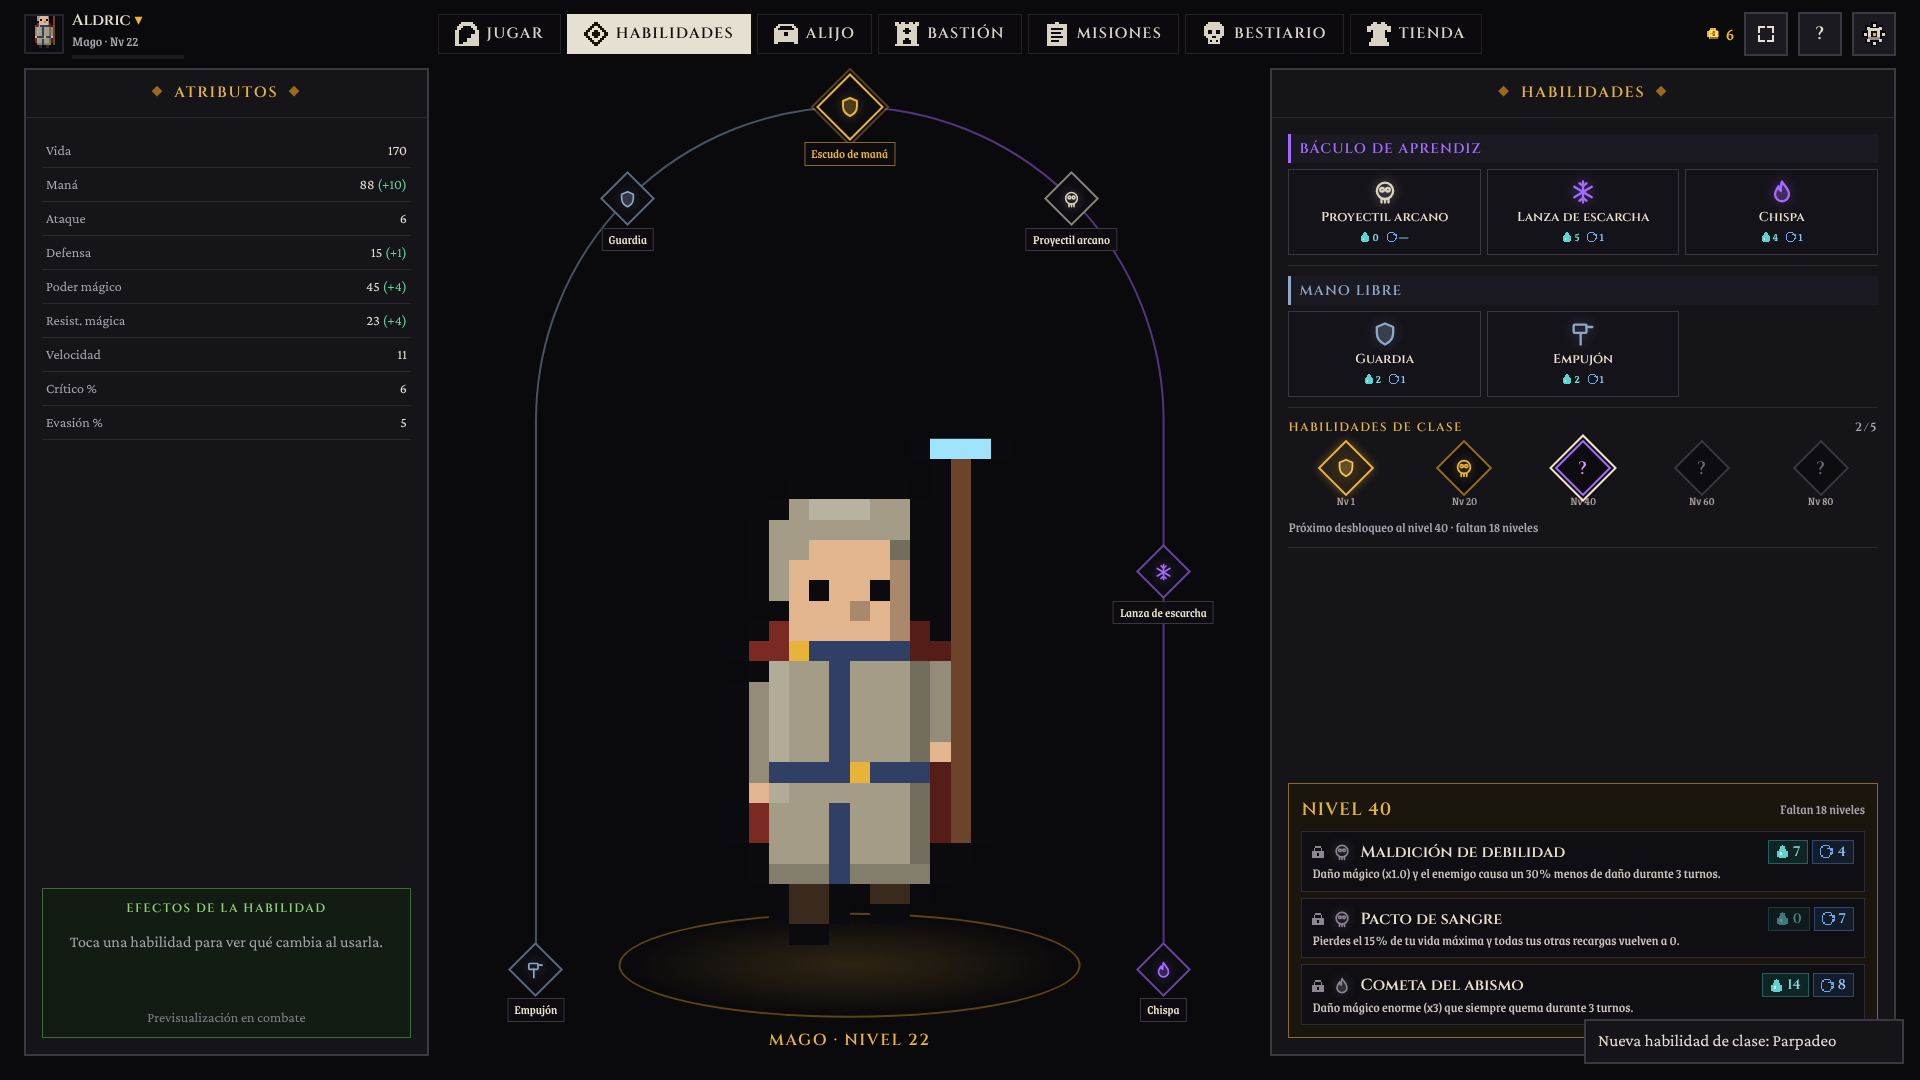 ALDRIC
Mago · Nv 22
JUGAR
HABILIDADES
ALIJO
BASTIÓN
MISIONES
BESTIARIO
TIENDA
6
?
ATRIBUTOS
Vida 170
Maná 88 (+10)
Ataque 6
Defensa 15 (+1)
Poder mágico 45 (+4)
Resist. mágica 23 (+4)
Velocidad 11
Crítico % 6
Evasión % 5
EFECTOS DE LA HABILIDAD
Toca una habilidad para ver qué cambia al usarla.
Previsualización en combate
Escudo de maná
Guardia
Proyectil arcano
Lanza de escarcha
Empujón
Chispa
MAGO · NIVEL 22
HABILIDADES
BÁCULO DE APRENDIZ
PROYECTIL ARCANO
0 —
LANZA DE ESCARCHA
5 1
CHISPA
4 1
MANO LIBRE
GUARDIA
2 1
EMPUJÓN
2 1
HABILIDADES DE CLASE 2/5
? ? ?
Nv 1 Nv 20 Nv 40 Nv 60 Nv 80
Próximo desbloqueo al nivel 40 · faltan 18 niveles
NIVEL 40 Faltan 18 niveles
MALDICIÓN DE DEBILIDAD 7 4
Daño mágico (x1.0) y el enemigo causa un 30% menos de daño durante 3 turnos.
PACTO DE SANGRE 0 7
Pierdes el 15% de tu vida máxima y todas tus otras recargas vuelven a 0.
COMETA DEL ABISMO 14 8
Daño mágico enorme (x3) que siempre quema durante 3 turnos.
Nueva habilidad de clase: Parpadeo